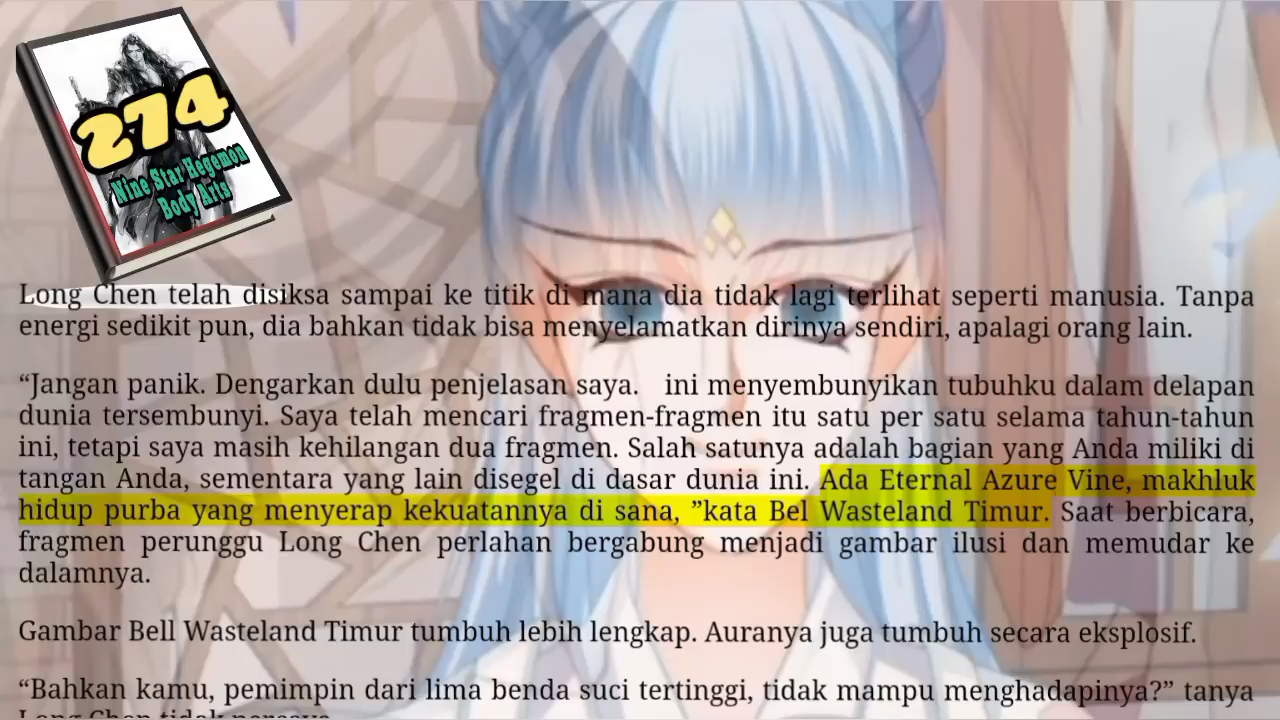 274
Nine Star Hegemon
Body Arts
Long Chen telah disiksa sampai ke titik di mana dia tidak lagi terlihat seperti manusia. Tanpa
energi sedikit pun, dia bahkan tidak bisa menyelamatkan dirinya sendiri, apalagi orang lain.
“Jangan panik. Dengarkan dulu penjelasan saya. ini menyembunyikan tubuhku dalam delapan
dunia tersembunyi. Saya telah mencari fragmen-fragmen itu satu per satu selama tahun-tahun
ini, tetapi saya masih kehilangan dua fragmen. Salah satunya adalah bagian yang Anda miliki di
tangan Anda, sementara yang lain disegel di dasar dunia ini. Ada Eternal Azure Vine, makhluk
hidup purba yang menyerap kekuatannya di sana, ”kata Bel Wasteland Timur. Saat berbicara,
fragmen perunggu Long Chen perlahan bergabung menjadi gambar ilusi dan memudar ke
dalamnya.
Gambar Bell Wasteland Timur tumbuh lebih lengkap. Auranya juga tumbuh secara eksplosif.
“Bahkan kamu, pemimpin dari lima benda suci tertinggi, tidak mampu menghadapinya?” tanya
Long Chen tidak percaya